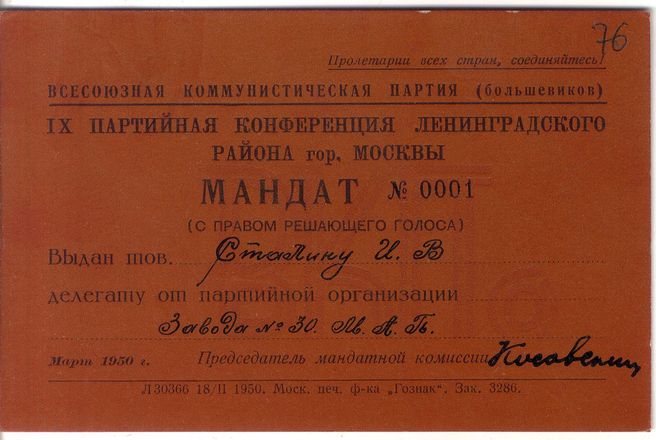 76
Пролетарии всех стран, соединяйтесь!
ВСЕСОЮЗНАЯ КОММУНИСТИЧЕСКАЯ ПАРТИЯ (большевиков)
IX ПАРТИЙНАЯ КОНФЕРЕНЦИЯ ЛЕНИНГРАДСКОГО
РАЙОНА гор. МОСКВЫ
МАНДАТ № 0001
(С ПРАВОМ РЕШАЮЩЕГО ГОЛОСА)
Выдан тов. Сталину И. В
делегату от партийной организации
Завода № 30. М. А. П.
Март 1950 г. Председатель мандатной комиссии
Л30366 18/II 1950. Моск. печ. ф-ка „Гознак". Зак. 3286.